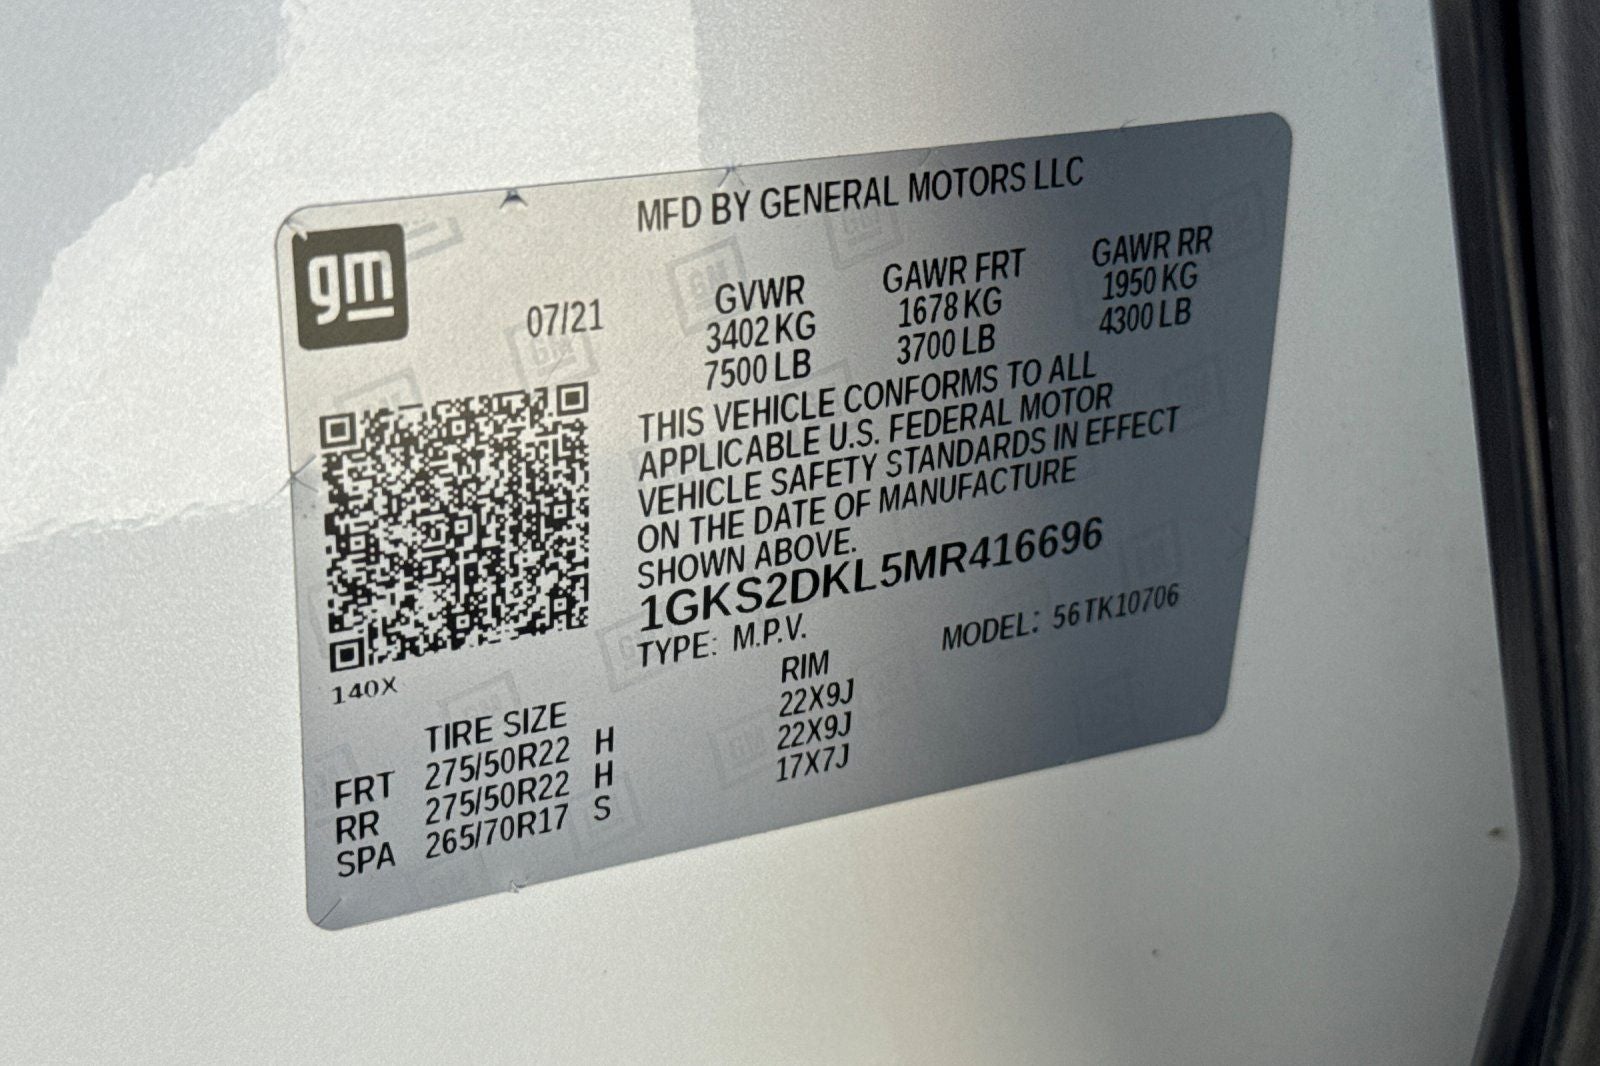 MFD BY GENERAL MOTORS LLC
gm
07/21
GVWR GAWR FRT GAWR RR
3402 KG 1678 KG 1950 KG
7500 LB 3700 LB 4300 LB
THIS VEHICLE CONFORMS TO ALL
APPLICABLE U.S. FEDERAL MOTOR
VEHICLE SAFETY STANDARDS IN EFFECT
ON THE DATE OF MANUFACTURE
SHOWN ABOVE.
1GKS2DKL5MR416696
TYPE: M.P.V. MODEL: 56TK10706
140X
TIRE SIZE RIM
FRT 275/50R22 H 22X9J
RR 275/50R22 H 22X9J
SPA 265/70R17 S 17X7J